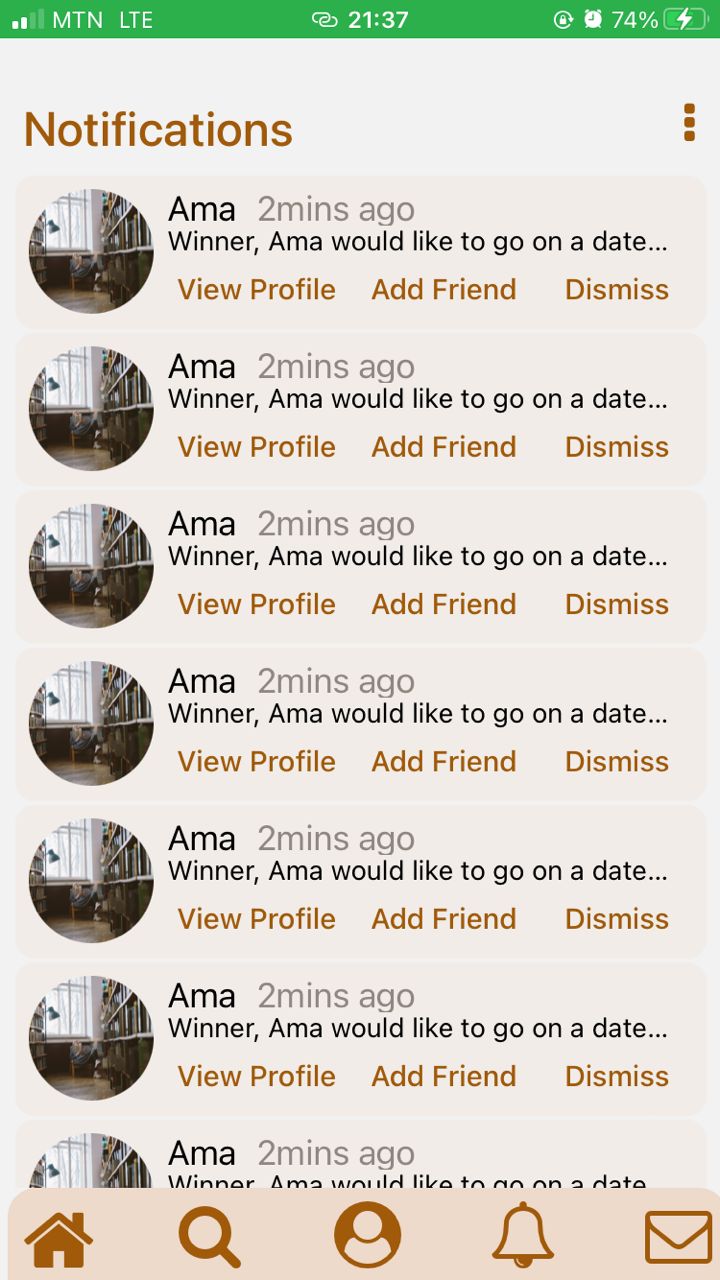 MTN LTE 21:37 74%
Notifications
Ama 2mins ago
Winner, Ama would like to go on a date...
View Profile Add Friend Dismiss
Ama 2mins ago
Winner, Ama would like to go on a date...
View Profile Add Friend Dismiss
Ama 2mins ago
Winner, Ama would like to go on a date...
View Profile Add Friend Dismiss
Ama 2mins ago
Winner, Ama would like to go on a date...
View Profile Add Friend Dismiss
Ama 2mins ago
Winner, Ama would like to go on a date...
View Profile Add Friend Dismiss
Ama 2mins ago
Winner, Ama would like to go on a date...
View Profile Add Friend Dismiss
Ama 2mins ago
Winner, Ama would like to go on a date